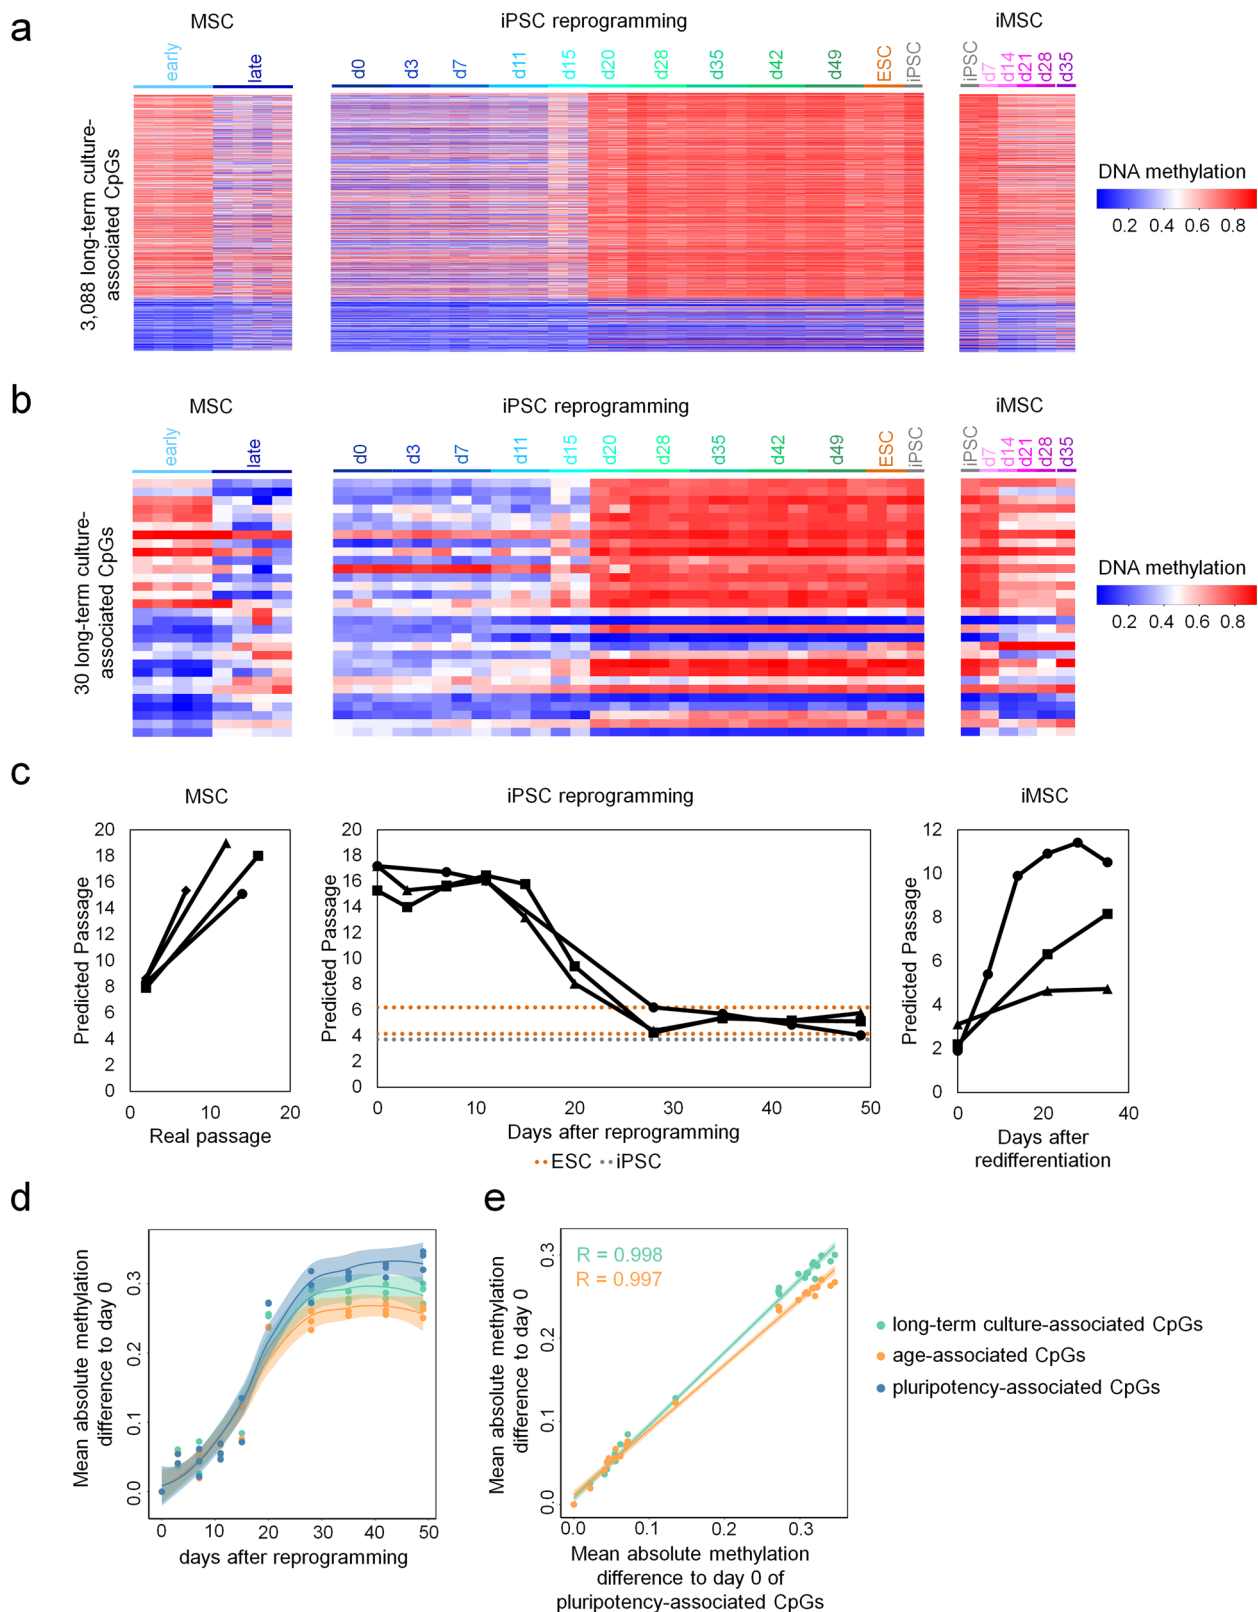 a
MSC
iPSC reprogramming
iMSC
early
late
d0
d3
d7
d11
d15
d20
d28
d35
d42
d49
ESC
iPSC
iPSC
d7
d14
d21
d28
d35
3,088 long-term culture-
associated CpGs
DNA methylation
0.2 0.4 0.6 0.8
b
MSC
iPSC reprogramming
iMSC
early
late
d0
d3
d7
d11
d15
d20
d28
d35
d42
d49
ESC
iPSC
iPSC
d7
d14
d21
d28
d35
30 long-term culture-
associated CpGs
DNA methylation
0.2 0.4 0.6 0.8
c
MSC
Predicted Passage
20
18
16
14
12
10
8
6
4
2
0
0 10 20
Real passage
iPSC reprogramming
Predicted Passage
20
18
16
14
12
10
8
6
4
2
0
0 10 20 30 40 50
Days after reprogramming
ESC iPSC
iMSC
Predicted Passage
12
10
8
6
4
2
0
0 20 40
Days after
redifferentiation
d
Mean absolute methylation
difference to day 0
0.3
0.2
0.1
0.0
0 10 20 30 40 50
days after reprogramming
e
Mean absolute methylation
difference to day 0
0.3
0.2
0.1
0.0
R = 0.998
R = 0.997
0.0 0.1 0.2 0.3
Mean absolute methylation
difference to day 0 of
pluripotency-associated CpGs
long-term culture-associated CpGs
age-associated CpGs
pluripotency-associated CpGs